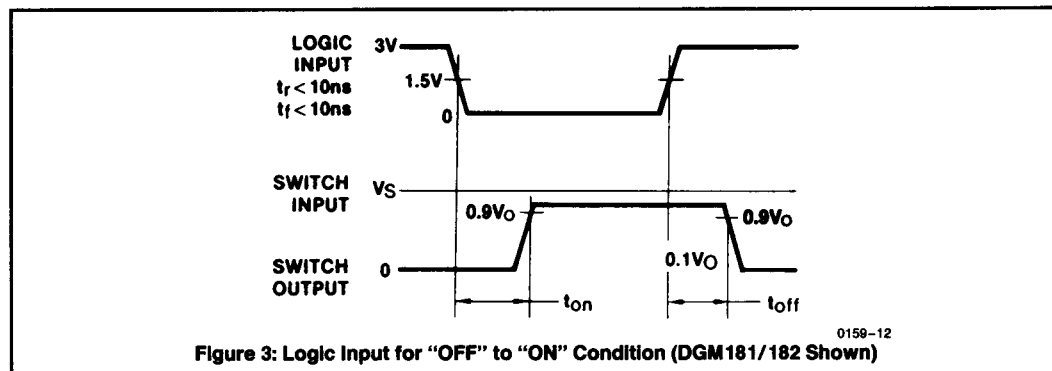 LOGIC 3V
INPUT
tr < 10ns 1.5V
tf < 10ns
0
SWITCH VS
INPUT
0.9VO 0.9VO
0.1VO
SWITCH 0
OUTPUT
ton toff
0159-12
Figure 3: Logic Input for "OFF" to "ON" Condition (DGM181/182 Shown)